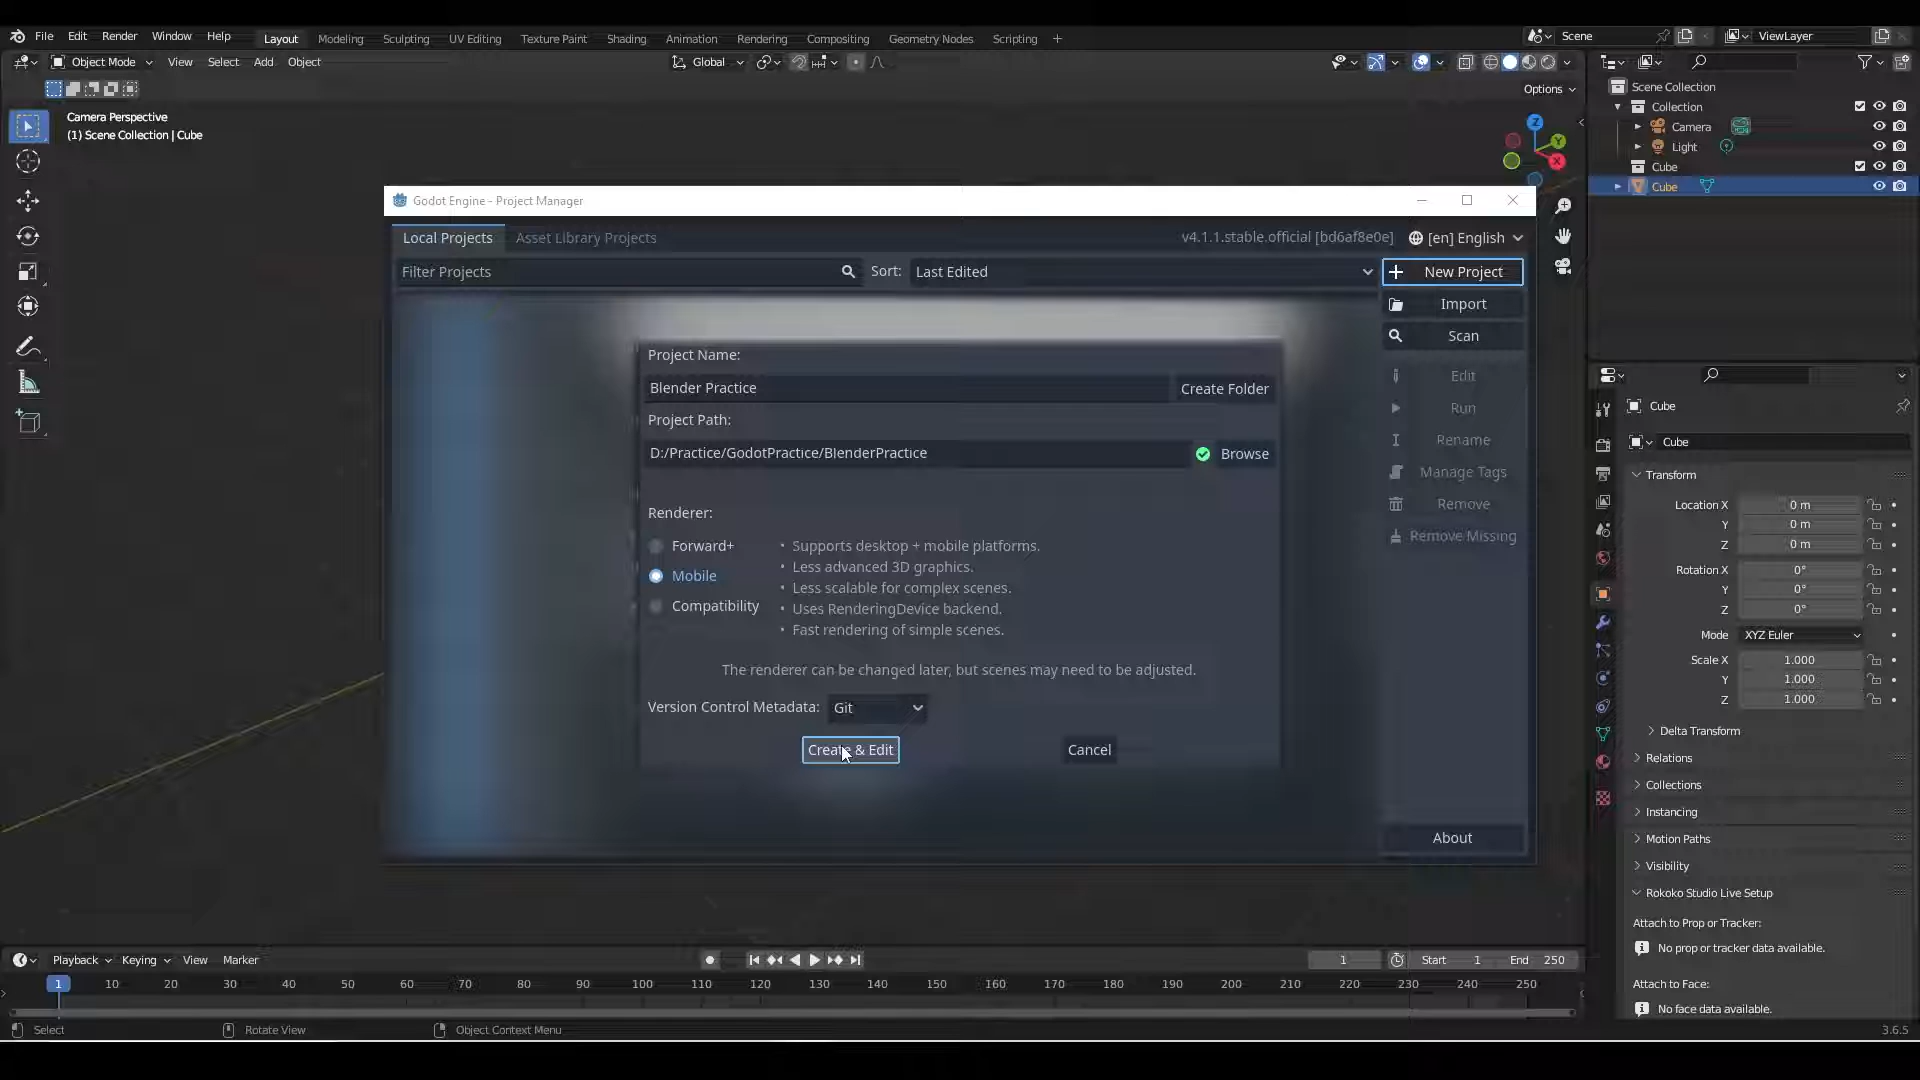 File Edit Render Window Help Layout Modeling Sculpting UV Editing Texture Paint Shading Animation Rendering Compositing Geometry Nodes Scripting + Scene ViewLayer
Object Mode View Select Add Object Global
Options
Camera Perspective
(1) Scene Collection | Cube
Z
Y
X
Scene Collection
Collection
Camera
Light
Cube
Cube
Godot Engine - Project Manager
Local Projects Asset Library Projects v4.1.1.stable.official [bd6af8e0e] [en] English
Filter Projects Sort: Last Edited New Project
Import
Scan
Edit
Run
Rename
Manage Tags
Remove
Remove Missing
About
Project Name:
Blender Practice Create Folder
Project Path:
D:/Practice/GodotPractice/BlenderPractice Browse
Renderer:
Forward+
Mobile
Compatibility
• Supports desktop + mobile platforms.
• Less advanced 3D graphics.
• Less scalable for complex scenes.
• Uses RenderingDevice backend.
• Fast rendering of simple scenes.
The renderer can be changed later, but scenes may need to be adjusted.
Version Control Metadata: Git
Create & Edit Cancel
Cube
Cube
Transform
Location X 0 m
Y 0 m
Z 0 m
Rotation X 0°
Y 0°
Z 0°
Mode XYZ Euler
Scale X 1.000
Y 1.000
Z 1.000
Delta Transform
Relations
Collections
Instancing
Motion Paths
Visibility
Rokoko Studio Live Setup
Attach to Prop or Tracker:
No prop or tracker data available.
Attach to Face:
No face data available.
Playback Keying View Marker 1 Start 1 End 250
1 10 20 30 40 50 60 70 80 90 100 110 120 130 140 150 160 170 180 190 200 210 220 230 240 250
Select Rotate View Object Context Menu 3.6.5